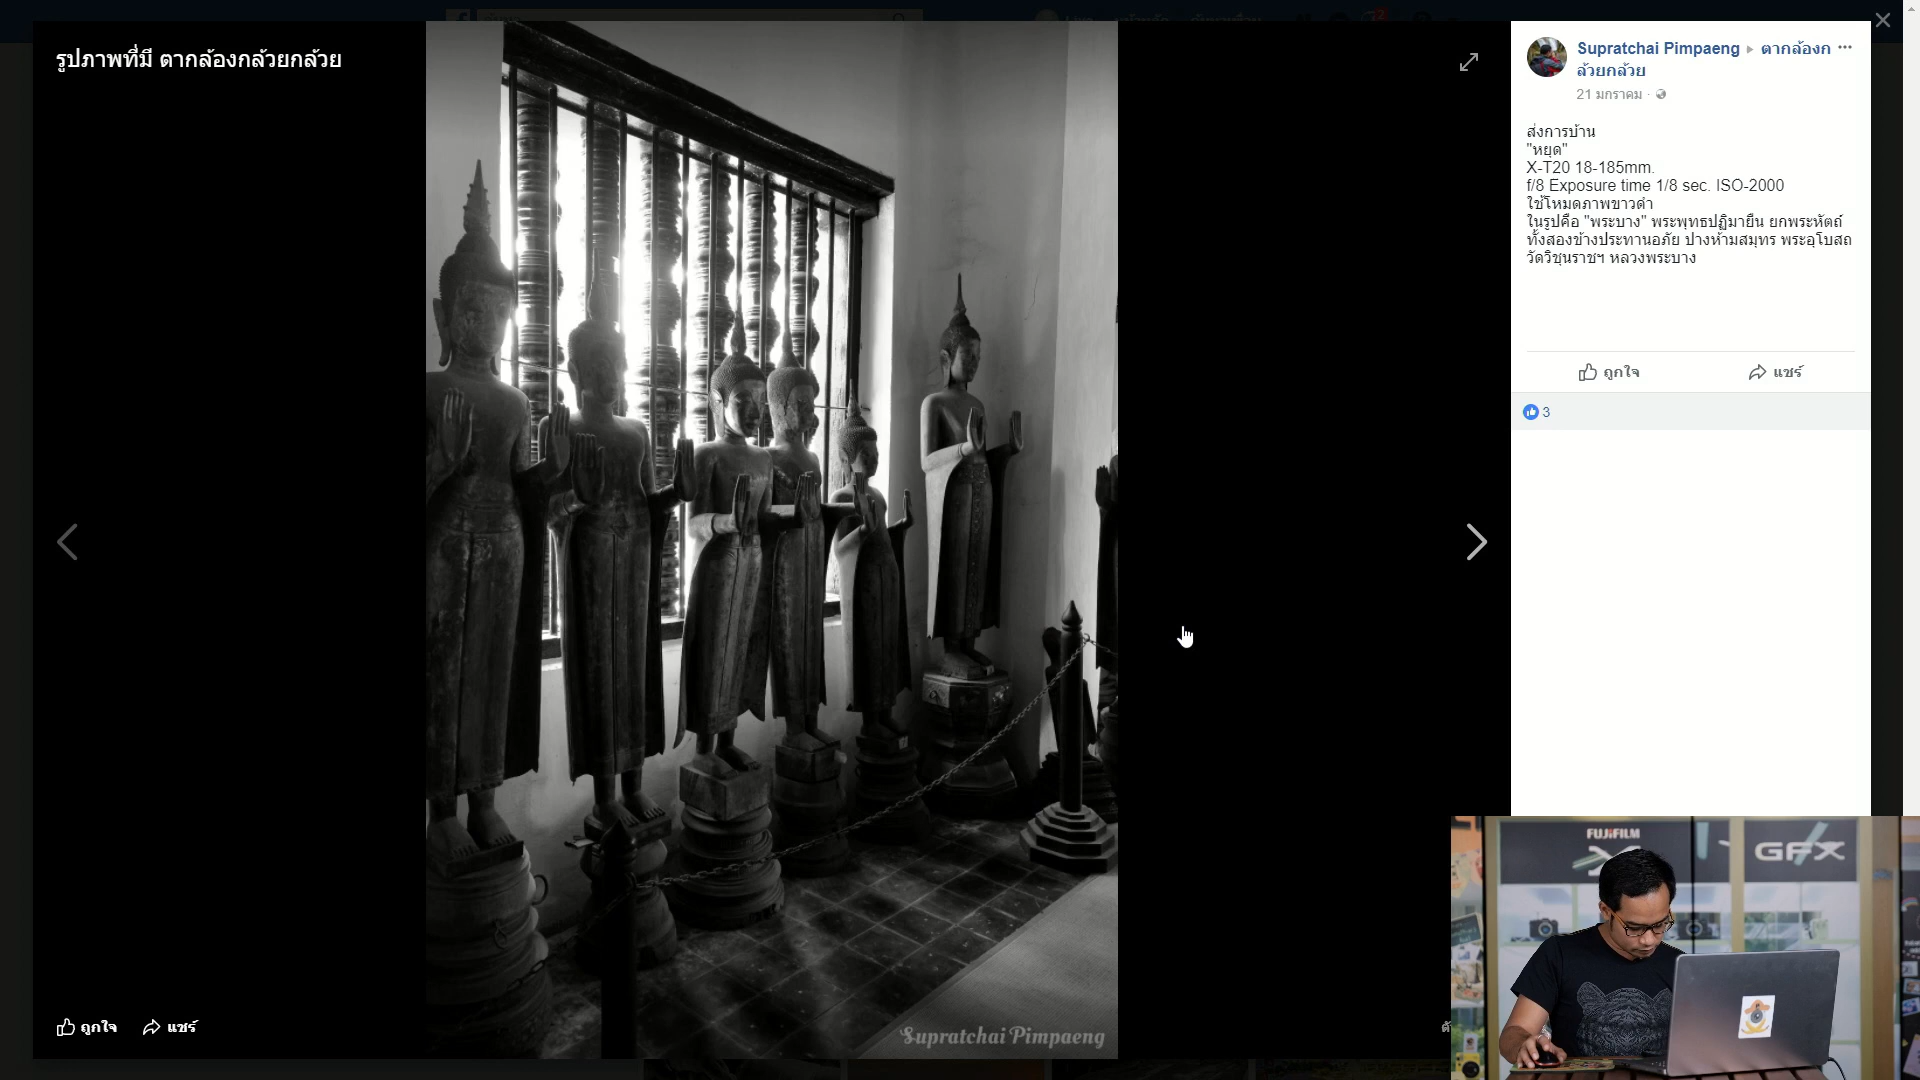 รูปภาพที่มี ตากล้องกล้วยกล้วย
Supratchai Pimpaeng ▸ ตากล้องก
ล้วยกล้วย
21 มกราคม ·
ส่งการบ้าน
"หยุด"
X-T20 18-185mm.
f/8 Exposure time 1/8 sec. ISO-2000
ใช้โหมดภาพขาวดำ
ในรูปคือ "พระบาง" พระพุทธปฏิมายืน ยกพระหัตถ์
ทั้งสองข้างประทานอภัย ปางห้ามสมุทร พระอุโบสถ
วัดวิชุนราชฯ หลวงพระบาง
ถูกใจ แชร์
3
ถูกใจ แชร์
Supratchai Pimpaeng
FUJIFILM
X
GFX